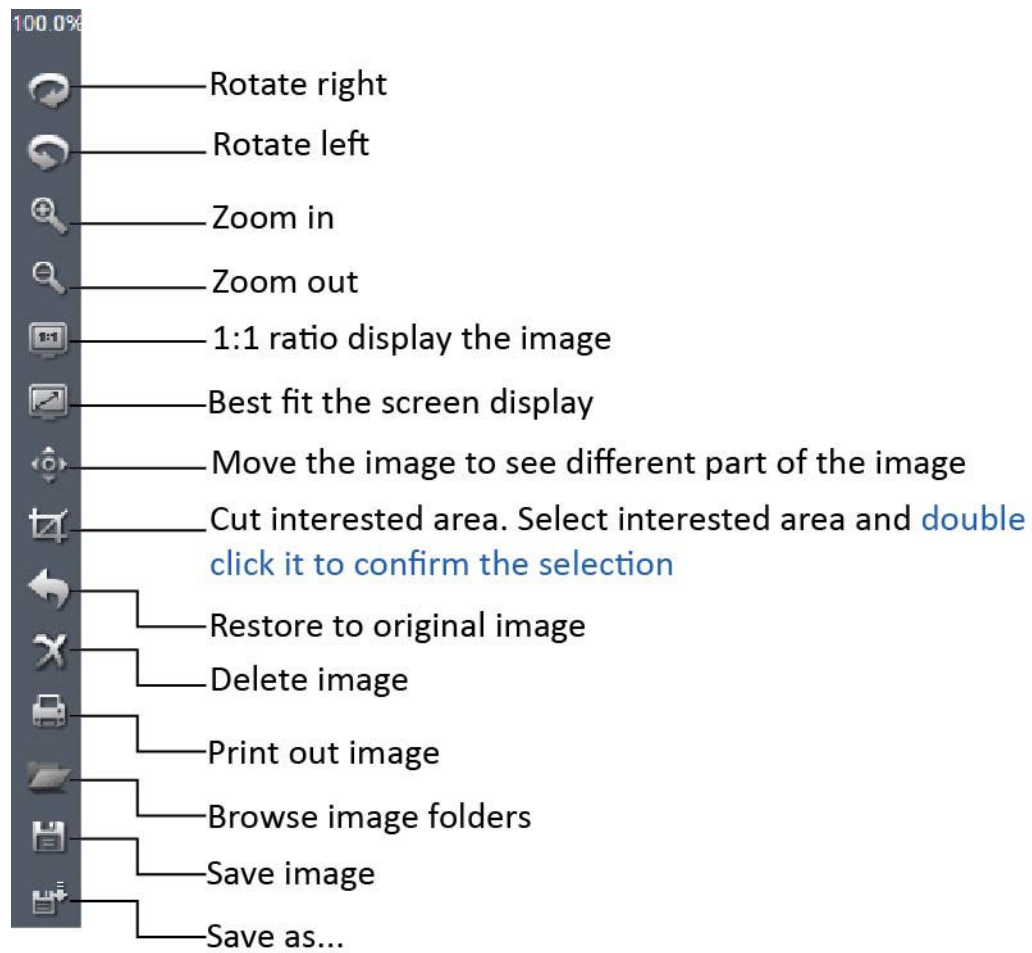 100.0%
Rotate right
Rotate left
Zoom in
Zoom out
1:1
1:1 ratio display the image
Best fit the screen display
Move the image to see different part of the image
Cut interested area. Select interested area and double
click it to confirm the selection
Restore to original image
Delete image
Print out image
Browse image folders
Save image
Save as...